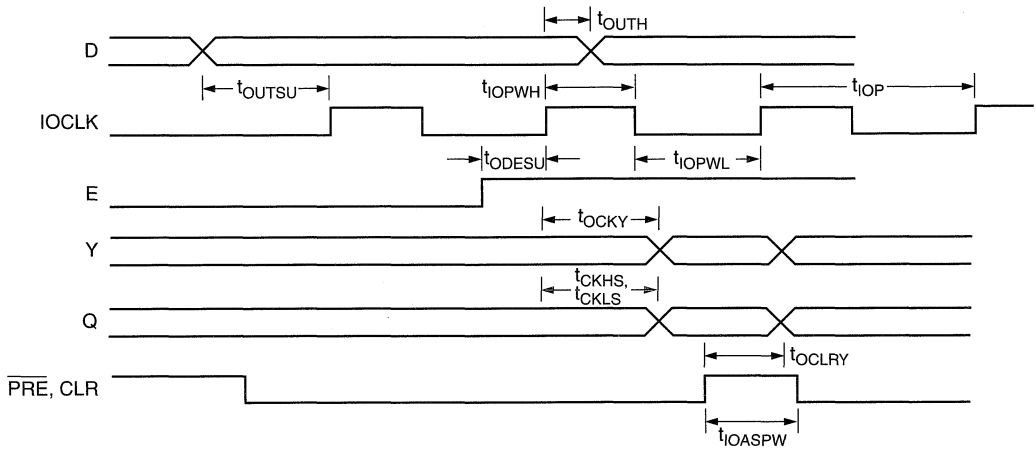 tOUTH
D
tOUTSU
tIOPWH
tIOP
IOCLK
tODESU
tIOPWL
E
tOCKY
Y
tCKHS,
tCKLS
Q
tOCLRY
PRE, CLR
tIOASPW